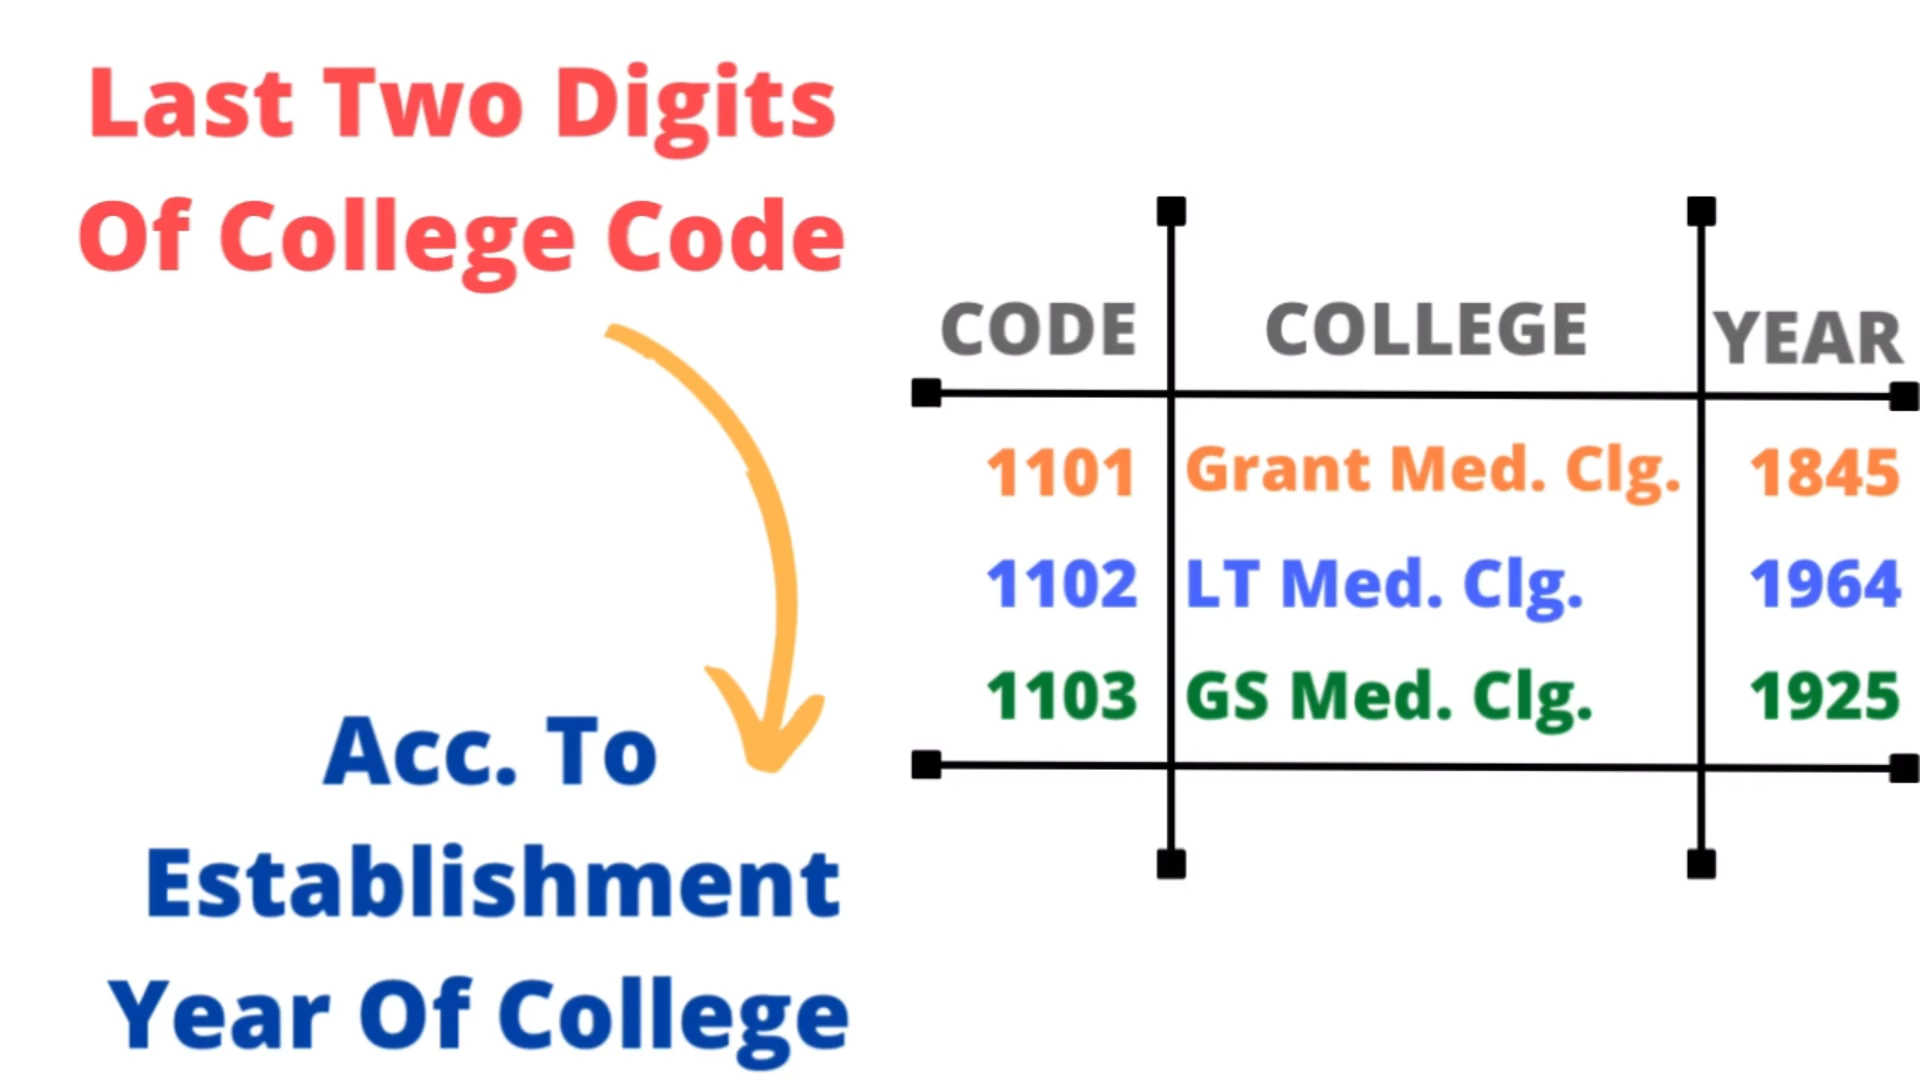 Last Two Digits
Of College Code
Acc. To
Establishment
Year Of College
CODE COLLEGE YEAR
1101 Grant Med. Clg. 1845
1102 LT Med. Clg. 1964
1103 GS Med. Clg. 1925